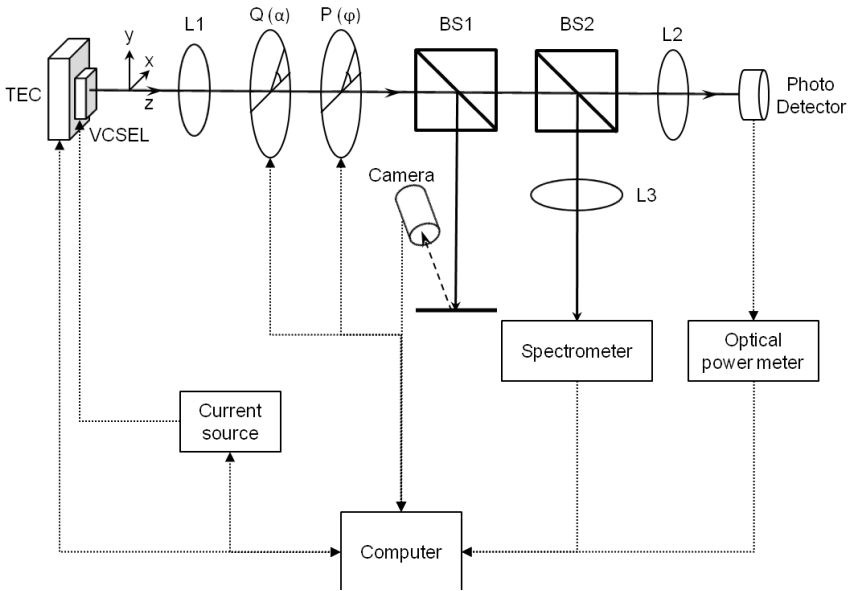 Q (α)
P (φ)
BS1
BS2
L1
L2
y
x
TEC
z
Photo
Detector
VCSEL
Camera
L3
Spectrometer
Optical
power meter
Current
source
Computer